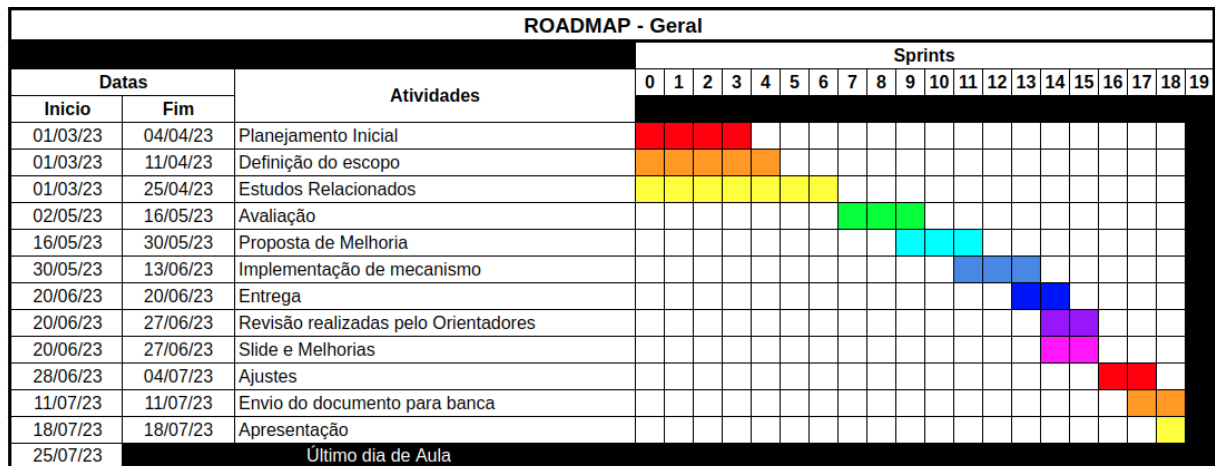 ROADMAP - Geral
Sprints
Datas Atividades 0 1 2 3 4 5 6 7 8 9 10 11 12 13 14 15 16 17 18 19
Inicio Fim
01/03/23 04/04/23 Planejamento Inicial
01/03/23 11/04/23 Definição do escopo
01/03/23 25/04/23 Estudos Relacionados
02/05/23 16/05/23 Avaliação
16/05/23 30/05/23 Proposta de Melhoria
30/05/23 13/06/23 Implementação de mecanismo
20/06/23 20/06/23 Entrega
20/06/23 27/06/23 Revisão realizadas pelo Orientadores
20/06/23 27/06/23 Slide e Melhorias
28/06/23 04/07/23 Ajustes
11/07/23 11/07/23 Envio do documento para banca
18/07/23 18/07/23 Apresentação
25/07/23 Último dia de Aula